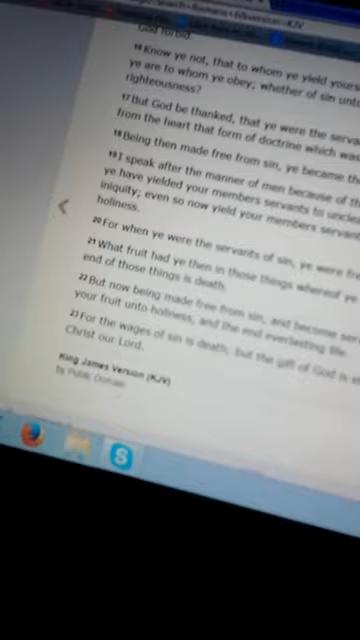 God forbid.
16 Know ye not, that to whom ye yield yours
ye are to whom ye obey; whether of sin unto
righteousness?
17 But God be thanked, that ye were the serva
from the heart that form of doctrine which was
18 Being then made free from sin, ye became th
19 I speak after the manner of men because of th
ye have yielded your members servants to uncle
iniquity; even so now yield your members servan
holiness.
20 For when ye were the servants of sin, ye were fre
21 What fruit had ye then in those things whereof ye
end of those things is death.
22 But now being made free from sin, and become serv
your fruit unto holiness, and the end everlasting life.
23 For the wages of sin is death; but the gift of God is et
Christ our Lord.
King James Version (KJV)
by Public Domain